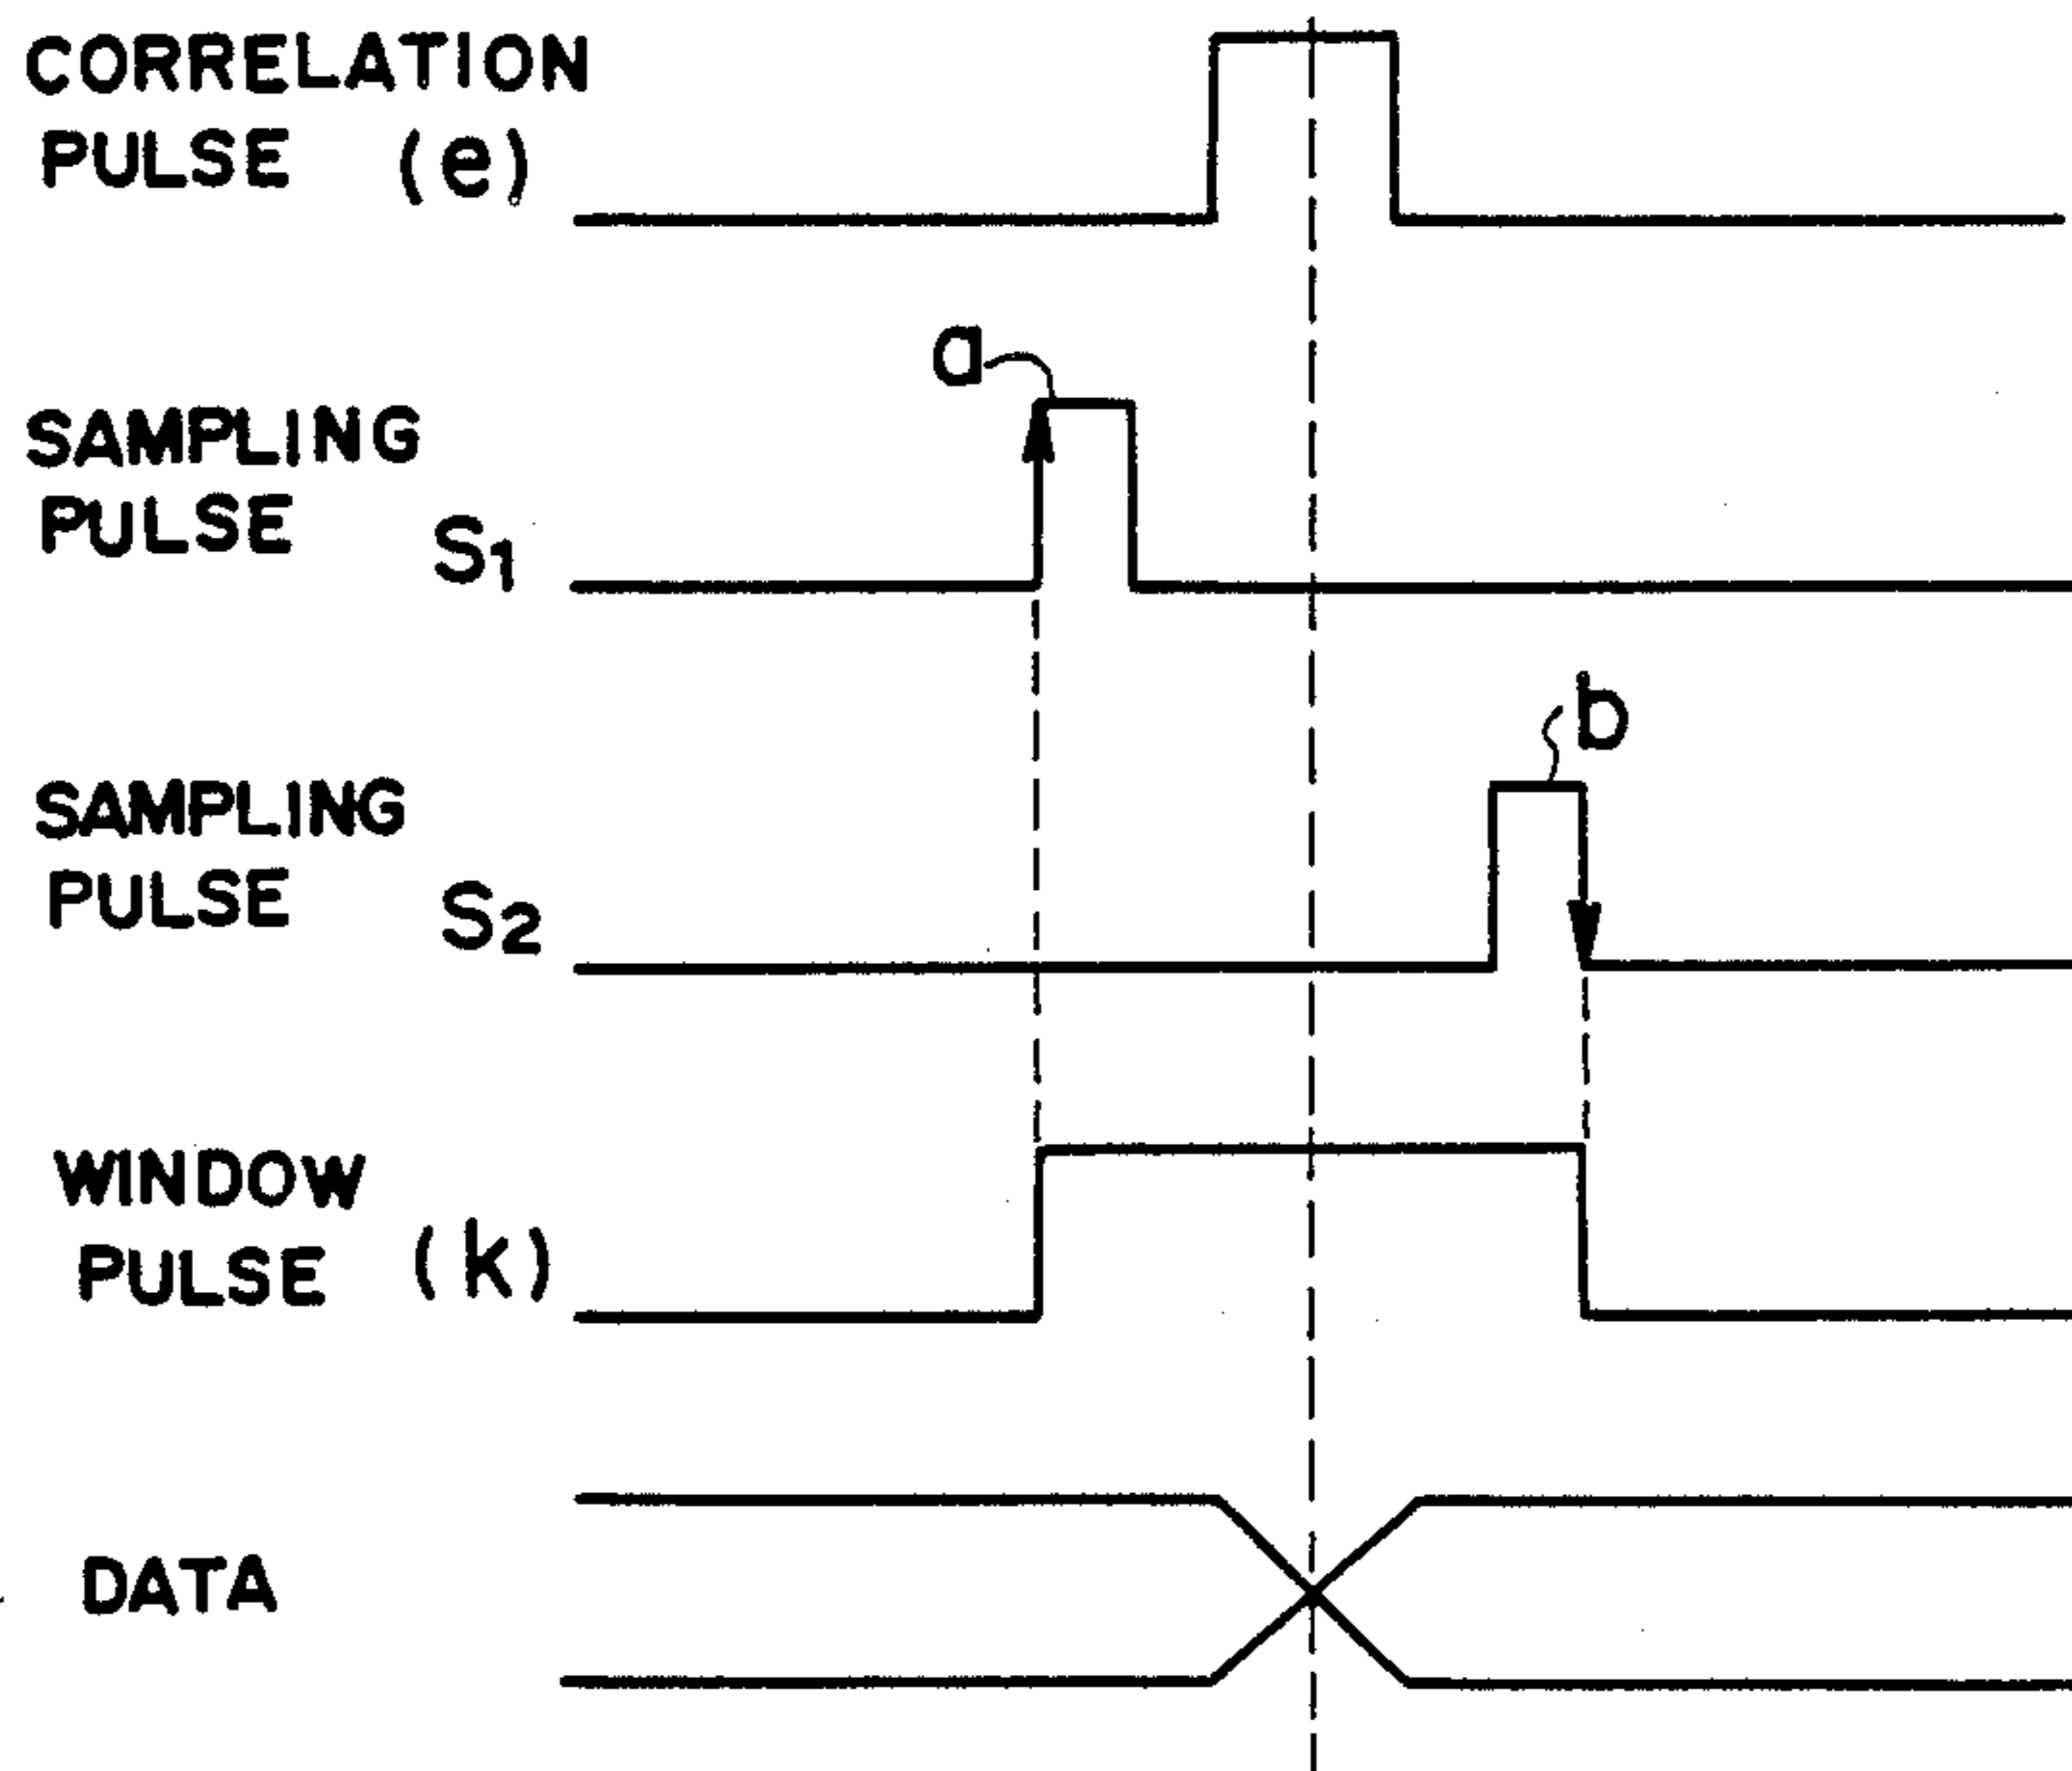 CORRELATION
PULSE (e)
a
SAMPLING
PULSE S1
b
SAMPLING
PULSE S2
WINDOW
PULSE (k)
DATA